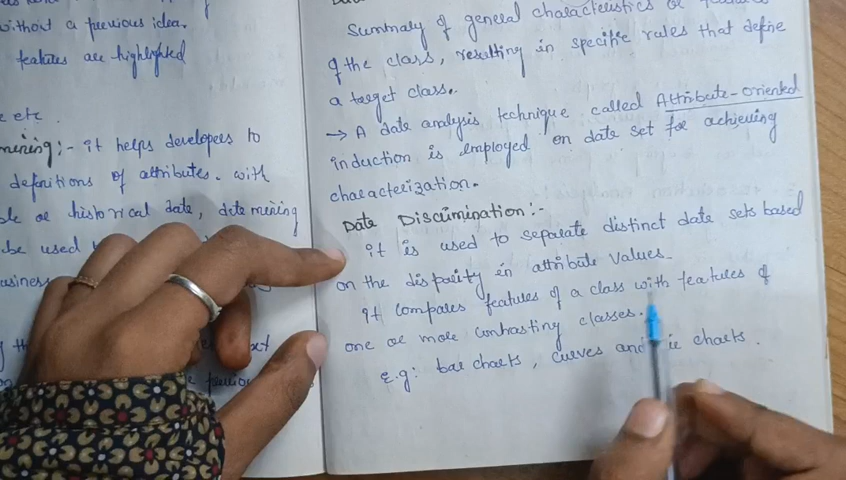 without a previous idea.
features are highlighted
etc.
mining:- it helps developers to
definitions of attributes. with
or historical data, data mining
be used
Summary of general characteristics or
of the class, resulting in specific rules that define
a target class.
→ A data analysis technique called Attribute-oriented
induction is employed on data set for achieving
characterization.
Data Discrimination:-
it is used to separate distinct data sets based
on the disparity in attribute values.
It compares features of a class with features of
one or more contrasting classes.
E.g: bar charts, curves and pie charts.